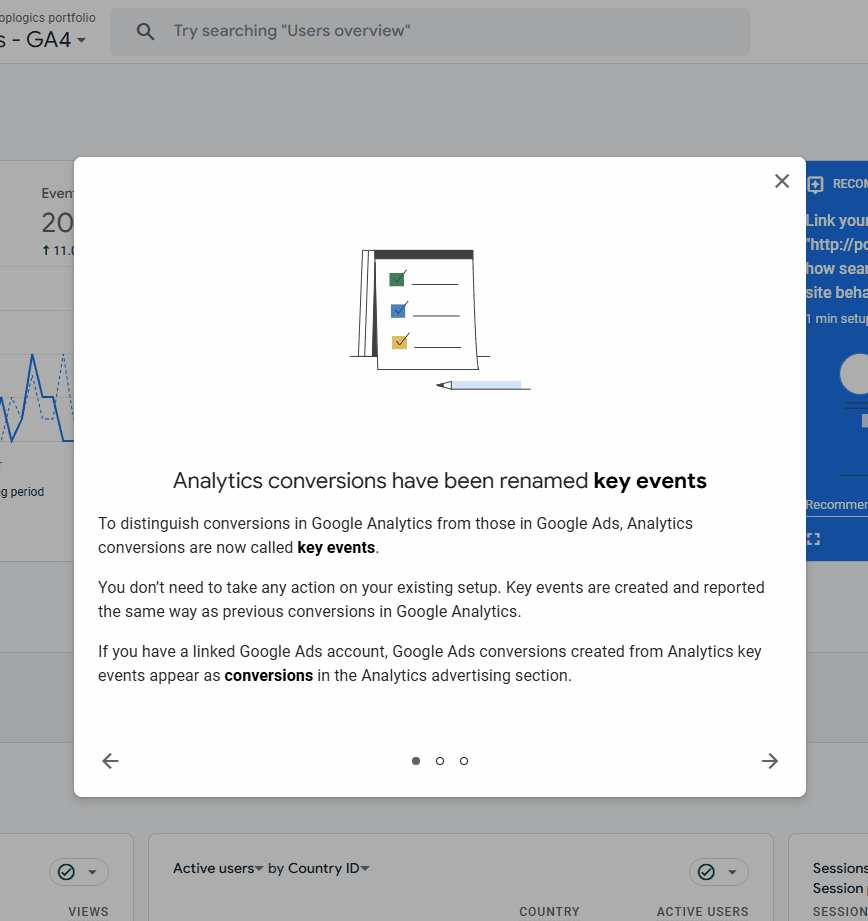 oplogics portfolio
s - GA4
Try searching "Users overview"
Even
20
11.0
g period
RECOM
Link your
"http://po
how sear
site beha
1 min setup
Recommen
Analytics conversions have been renamed key events
To distinguish conversions in Google Analytics from those in Google Ads, Analytics
conversions are now called key events.
You don’t need to take any action on your existing setup. Key events are created and reported
the same way as previous conversions in Google Analytics.
If you have a linked Google Ads account, Google Ads conversions created from Analytics key
events appear as conversions in the Analytics advertising section.
VIEWS
Active users by Country ID
COUNTRY
ACTIVE USERS
Sessions
Session
SESSION